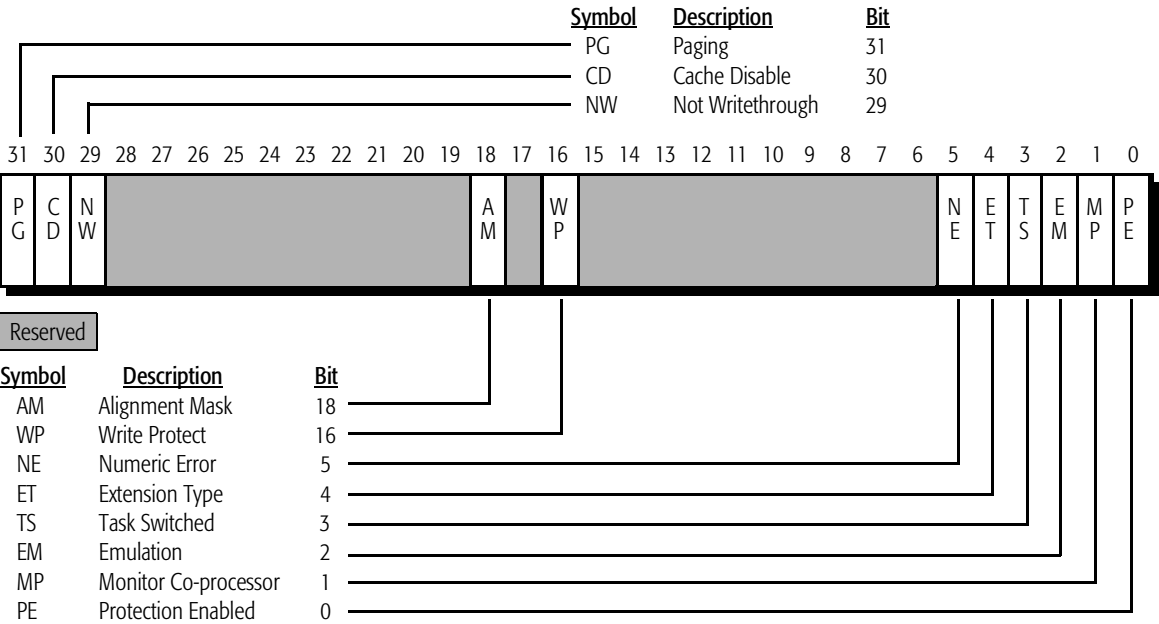 Symbol Description Bit
PG Paging 31
CD Cache Disable 30
NW Not Writethrough 29
31 30 29 28 27 26 25 24 23 22 21 20 19 18 17 16 15 14 13 12 11 10 9 8 7 6 5 4 3 2 1 0
P C N A W N E T E M P
G D W M P E T S M P E
Reserved
Symbol Description Bit
AM Alignment Mask 18
WP Write Protect 16
NE Numeric Error 5
ET Extension Type 4
TS Task Switched 3
EM Emulation 2
MP Monitor Co-processor 1
PE Protection Enabled 0